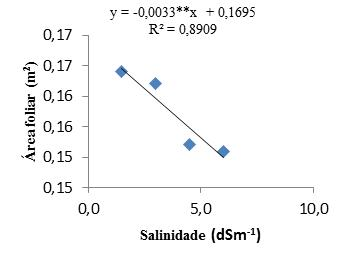 y = -0,0033**x + 0,1695
R² = 0,8909
0,17
0,17
0,16
0,16
0,15
0,15
Área foliar (m²)
0,0 5,0 10,0
Salinidade (dSm⁻¹)